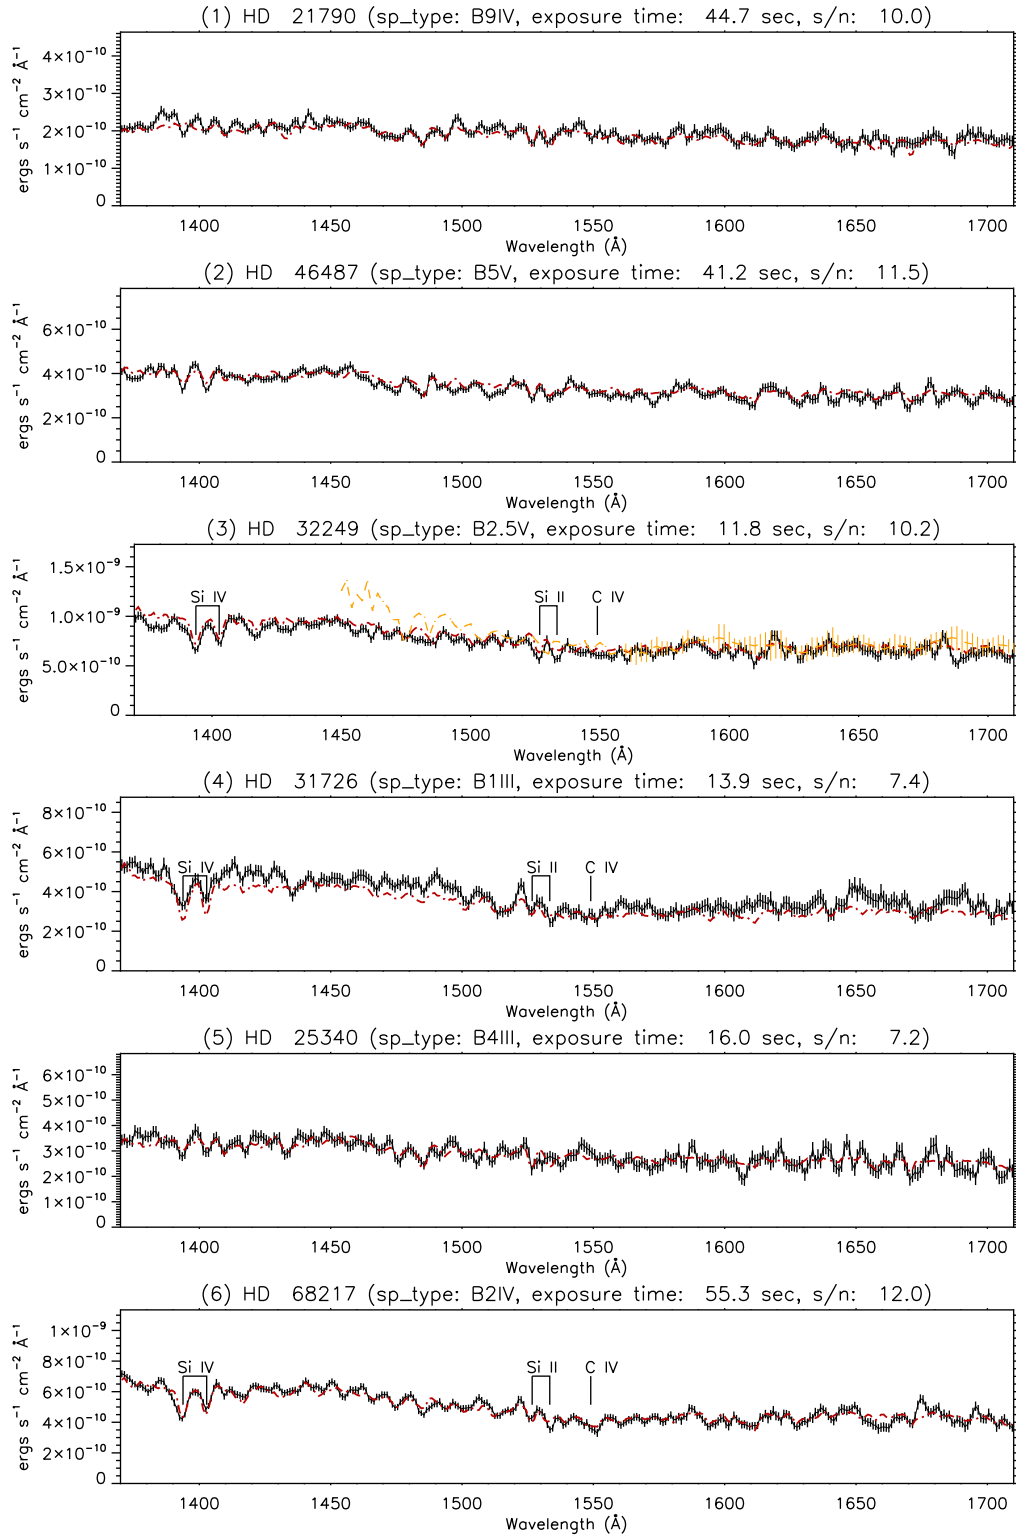 (1) HD 21790 (sp_type: B9IV, exposure time: 44.7 sec, s/n: 10.0)
ergs s⁻¹ cm⁻² Å⁻¹
4×10⁻¹⁰
3×10⁻¹⁰
2×10⁻¹⁰
1×10⁻¹⁰
0
1400 1450 1500 1550 1600 1650 1700
Wavelength (Å)
(2) HD 46487 (sp_type: B5V, exposure time: 41.2 sec, s/n: 11.5)
ergs s⁻¹ cm⁻² Å⁻¹
6×10⁻¹⁰
4×10⁻¹⁰
2×10⁻¹⁰
0
1400 1450 1500 1550 1600 1650 1700
Wavelength (Å)
(3) HD 32249 (sp_type: B2.5V, exposure time: 11.8 sec, s/n: 10.2)
ergs s⁻¹ cm⁻² Å⁻¹
1.5×10⁻⁹
1.0×10⁻⁹
5.0×10⁻¹⁰
0
Si IV Si II C IV
1400 1450 1500 1550 1600 1650 1700
Wavelength (Å)
(4) HD 31726 (sp_type: B1III, exposure time: 13.9 sec, s/n: 7.4)
ergs s⁻¹ cm⁻² Å⁻¹
8×10⁻¹⁰
6×10⁻¹⁰
4×10⁻¹⁰
2×10⁻¹⁰
0
Si IV Si II C IV
1400 1450 1500 1550 1600 1650 1700
Wavelength (Å)
(5) HD 25340 (sp_type: B4III, exposure time: 16.0 sec, s/n: 7.2)
ergs s⁻¹ cm⁻² Å⁻¹
6×10⁻¹⁰
5×10⁻¹⁰
4×10⁻¹⁰
3×10⁻¹⁰
2×10⁻¹⁰
1×10⁻¹⁰
0
1400 1450 1500 1550 1600 1650 1700
Wavelength (Å)
(6) HD 68217 (sp_type: B2IV, exposure time: 55.3 sec, s/n: 12.0)
ergs s⁻¹ cm⁻² Å⁻¹
1×10⁻⁹
8×10⁻¹⁰
6×10⁻¹⁰
4×10⁻¹⁰
2×10⁻¹⁰
0
Si IV Si II C IV
1400 1450 1500 1550 1600 1650 1700
Wavelength (Å)